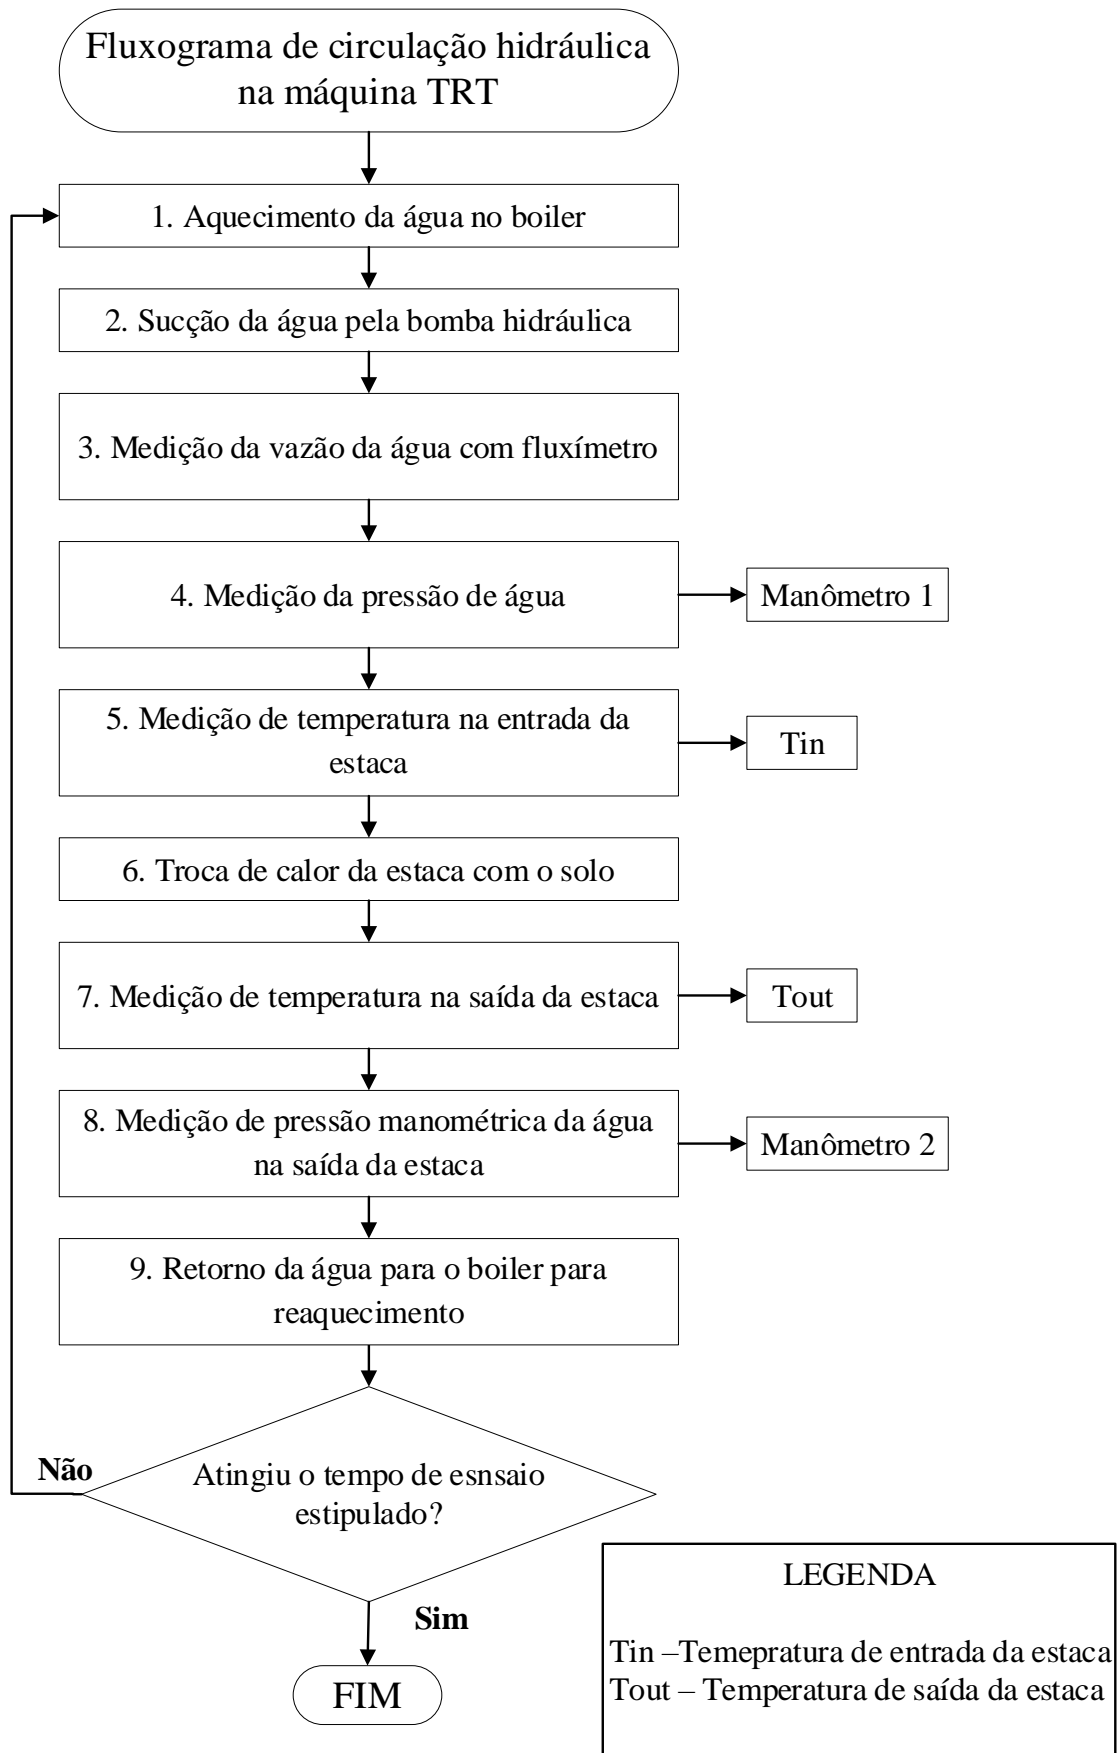 Fluxograma de circulação hidráulica
na máquina TRT
1. Aquecimento da água no boiler
2. Sucção da água pela bomba hidráulica
3. Medição da vazão da água com fluxímetro
4. Medição da pressão de água
Manômetro 1
5. Medição de temperatura na entrada da
estaca
Tin
6. Troca de calor da estaca com o solo
7. Medição de temperatura na saída da estaca
Tout
8. Medição de pressão manométrica da água
na saída da estaca
Manômetro 2
9. Retorno da água para o boiler para
reaquecimento
Não
Atingiu o tempo de esnsaio
estipulado?
Sim
FIM
LEGENDA
Tin –Temepratura de entrada da estaca
Tout – Temperatura de saída da estaca